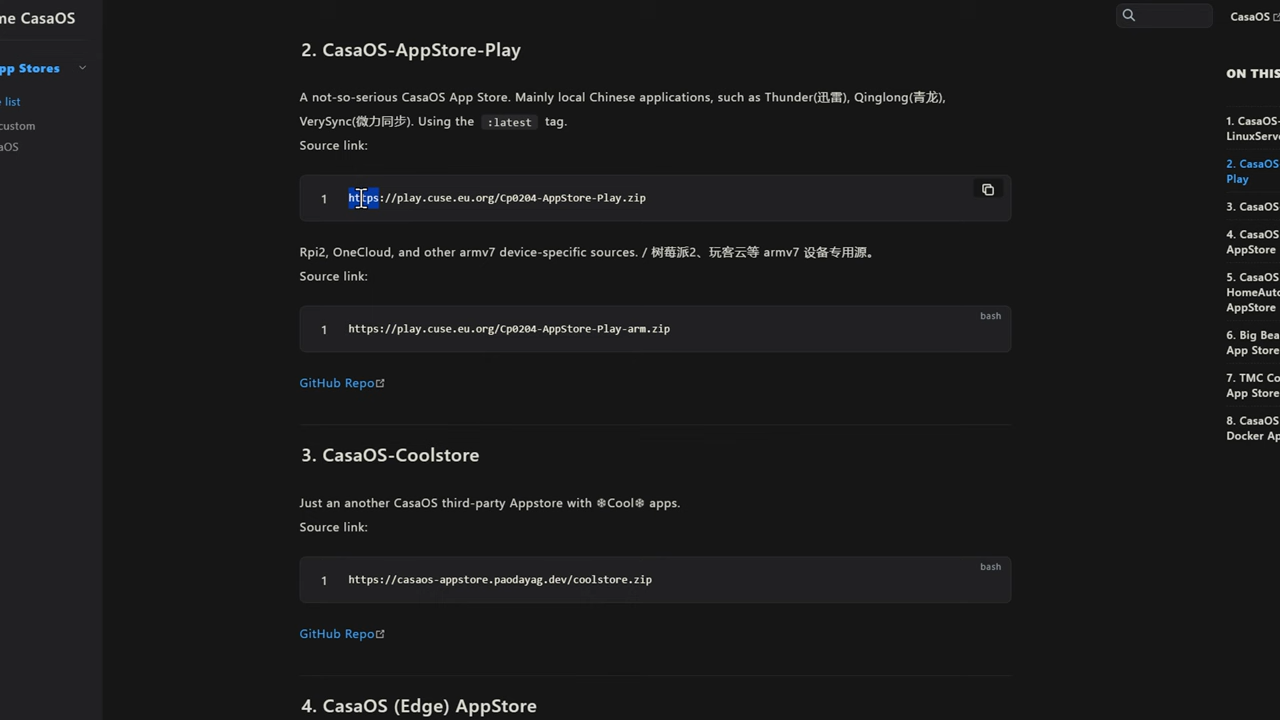 me CasaOS
pp Stores
e list
custom
aOS
2. CasaOS-AppStore-Play
A not-so-serious CasaOS App Store. Mainly local Chinese applications, such as Thunder(迅雷), Qinglong(青龙),
VerySync(微力同步). Using the :latest tag.
Source link:
1 https://play.cuse.eu.org/Cp0204-AppStore-Play.zip
Rpi2, OneCloud, and other armv7 device-specific sources. / 树莓派2、玩客云等 armv7 设备专用源。
Source link:
bash
1 https://play.cuse.eu.org/Cp0204-AppStore-Play-arm.zip
GitHub Repo
3. CasaOS-Coolstore
Just an another CasaOS third-party Appstore with ❄Cool❄ apps.
Source link:
bash
1 https://casaos-appstore.paodayag.dev/coolstore.zip
GitHub Repo
4. CasaOS (Edge) AppStore
CasaOS
ON THIS
1. CasaOS-
LinuxServe
2. CasaOS
Play
3. CasaOS
4. CasaOS
AppStore
5. CasaOS
HomeAuto
AppStore
6. Big Bea
App Store
7. TMC Co
App Store
8. CasaOS
Docker Ap